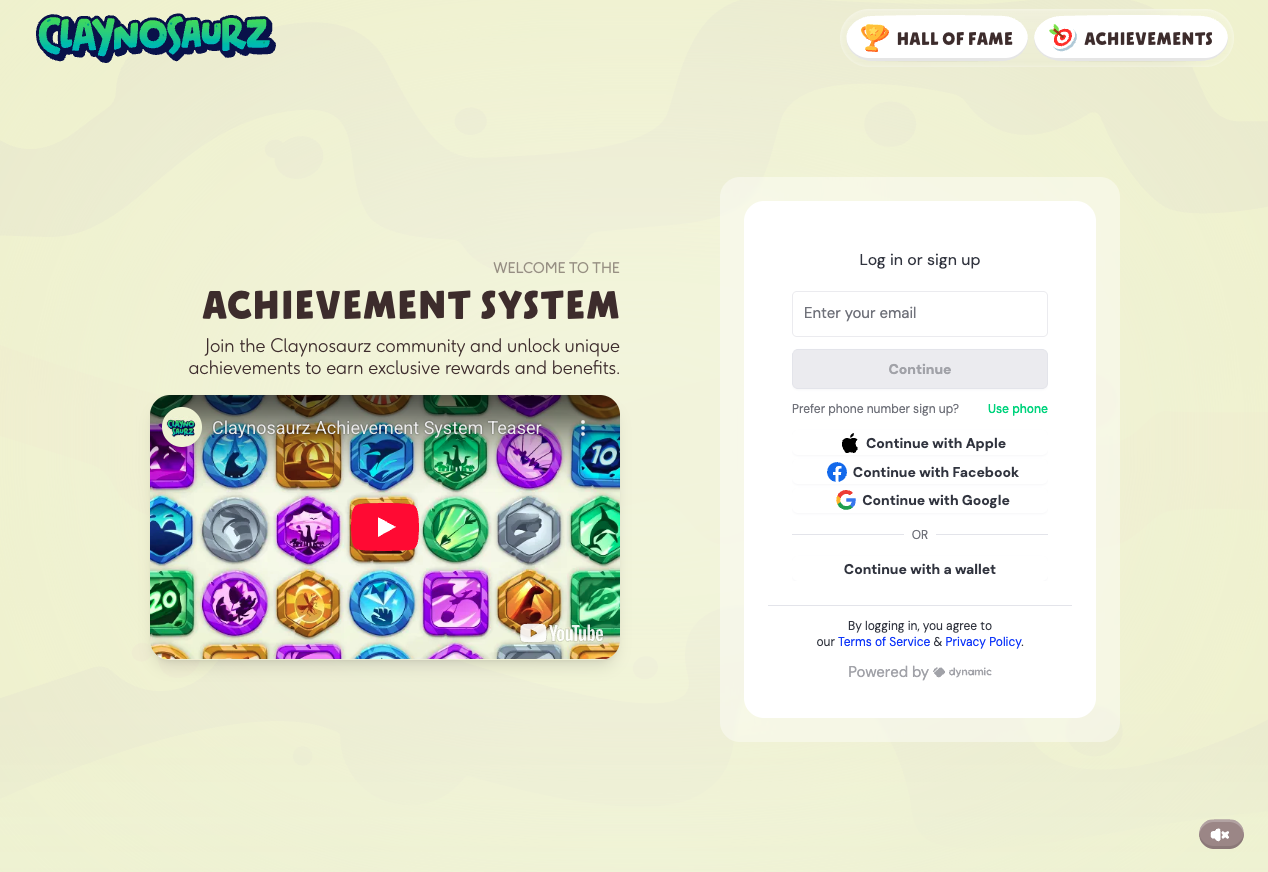 CLAYNOSAURZ
HALL OF FAME
ACHIEVEMENTS
WELCOME TO THE
ACHIEVEMENT SYSTEM
Join the Claynosaurz community and unlock unique
achievements to earn exclusive rewards and benefits.
CLAYNO
SAURZ
Claynosaurz Achievement System Teaser
10
20
YouTube
Log in or sign up
Enter your email
Continue
Prefer phone number sign up? Use phone
Continue with Apple
Continue with Facebook
Continue with Google
OR
Continue with a wallet
By logging in, you agree to
our Terms of Service & Privacy Policy.
Powered by dynamic